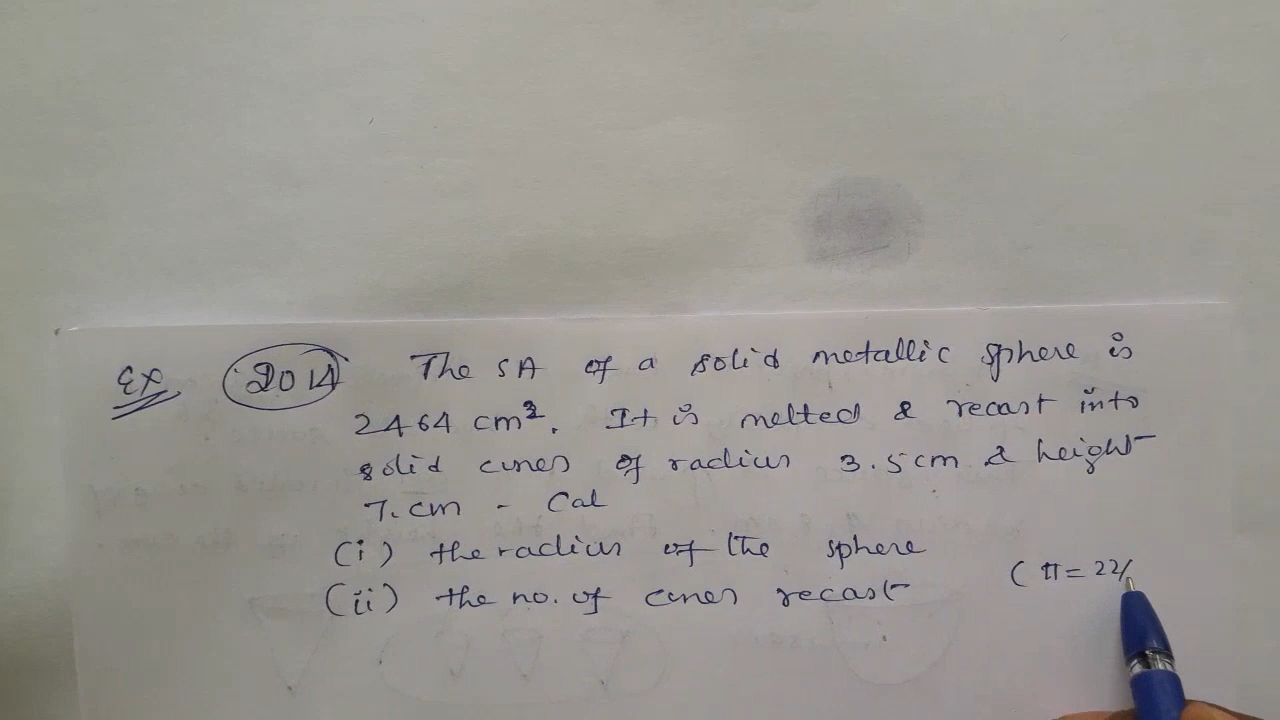 Ex 2014 The SA of a solid metallic sphere is
2464 cm². It is melted & recast into
solid cones of radius 3.5cm & height
7.cm - Cal
(i) the radius of the sphere
(ii) the no. of cones recast
( π = 22/